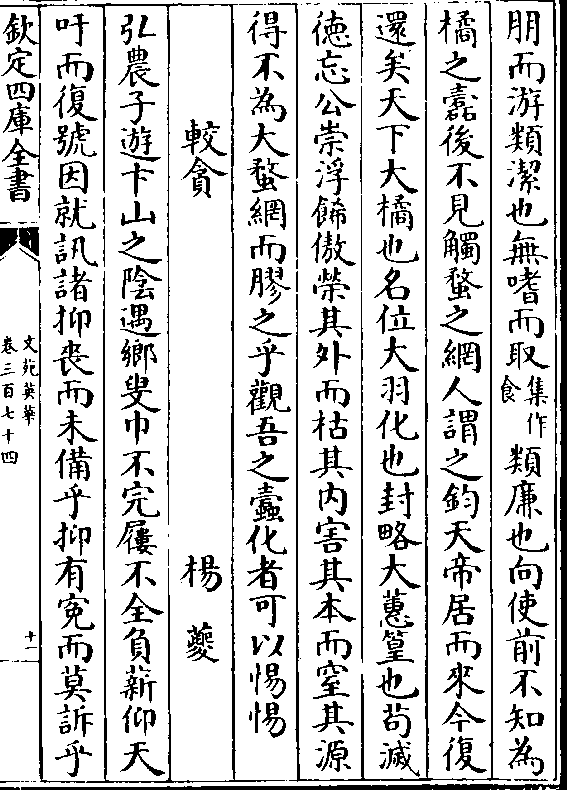 朋而游類潔也無嗜而取集作食類廉也向使前不知為
橘之蠹後不見觸蝥之網人謂之鈞天帝居而來今復
還矣天下大橘也名位大羽化也封略大蕙篁也苟滅
徳忘公崇浮餙傲榮其外而枯其内害其本而窒其源
得不為大蝥網而膠之乎觀吾之蠹化者可以惕惕
較貪　楊夔
弘農子遊卞山之陰遇鄉叟巾不完屨不全負薪仰天
吁而復號因就訊諸抑喪而未備乎抑有寃而莫訴乎
欽定四庫全書
文苑英華
卷三百七十四
十一